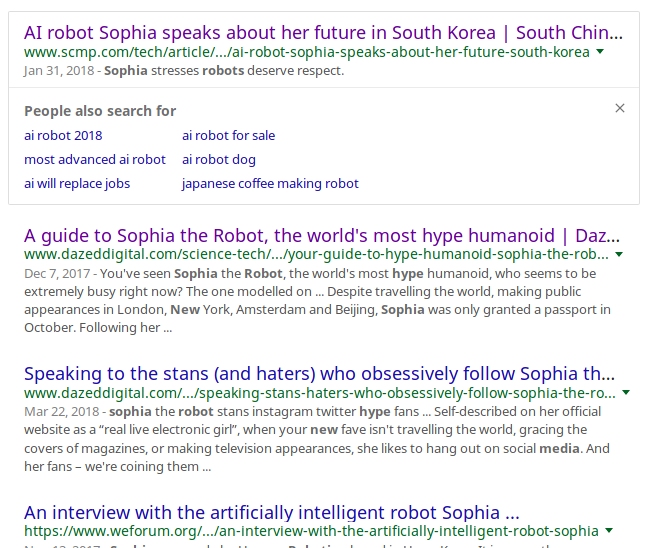 AI robot Sophia speaks about her future in South Korea | South Chin...
www.scmp.com/tech/article/.../ai-robot-sophia-speaks-about-her-future-south-korea
Jan 31, 2018 - Sophia stresses robots deserve respect.
People also search for
ai robot 2018 ai robot for sale
most advanced ai robot ai robot dog
ai will replace jobs japanese coffee making robot
A guide to Sophia the Robot, the world's most hype humanoid | Daz...
www.dazeddigital.com/science-tech/.../your-guide-to-hype-humanoid-sophia-the-rob...
Dec 7, 2017 - You've seen Sophia the Robot, the world's most hype humanoid, who seems to be
extremely busy right now? The one modelled on ... Despite travelling the world, making public
appearances in London, New York, Amsterdam and Beijing, Sophia was only granted a passport in
October. Following her ...
Speaking to the stans (and haters) who obsessively follow Sophia th...
www.dazeddigital.com/.../speaking-stans-haters-who-obsessively-follow-sophia-the-ro...
Mar 22, 2018 - sophia the robot stans instagram twitter hype fans ... Self-described on her official
website as a “real live electronic girl”, when your new fave isn't travelling the world, gracing the
covers of magazines, or making television appearances, she likes to hang out on social media. And
her fans – we're coining them ...
An interview with the artificially intelligent robot Sophia ...
https://www.weforum.org/.../an-interview-with-the-artificially-intelligent-robot-sophia